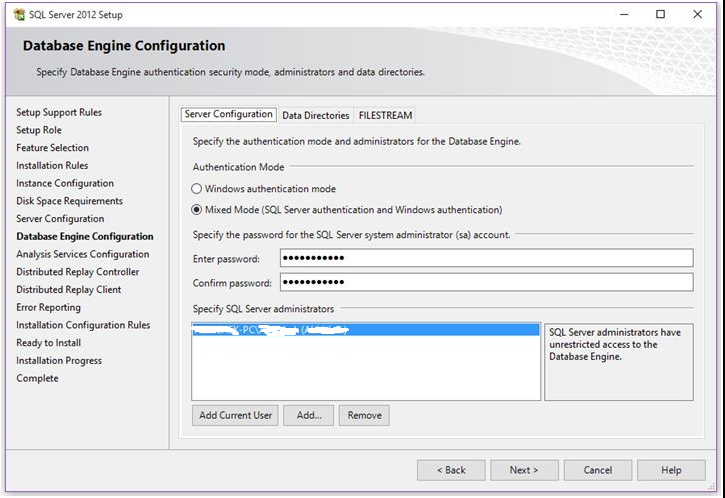 SQL Server 2012 Setup
Database Engine Configuration
Specify Database Engine authentication security mode, administrators and data directories.
Setup Support Rules
Setup Role
Feature Selection
Installation Rules
Instance Configuration
Disk Space Requirements
Server Configuration
Database Engine Configuration
Analysis Services Configuration
Distributed Replay Controller
Distributed Replay Client
Error Reporting
Installation Configuration Rules
Ready to Install
Installation Progress
Complete
Server Configuration Data Directories FILESTREAM
Specify the authentication mode and administrators for the Database Engine.
Authentication Mode
Windows authentication mode
Mixed Mode (SQL Server authentication and Windows authentication)
Specify the password for the SQL Server system administrator (sa) account.
Enter password: ●●●●●●●●●●●
Confirm password: ●●●●●●●●●●●
Specify SQL Server administrators
SQL Server administrators have
unrestricted access to the
Database Engine.
Add Current User Add... Remove
< Back Next > Cancel Help